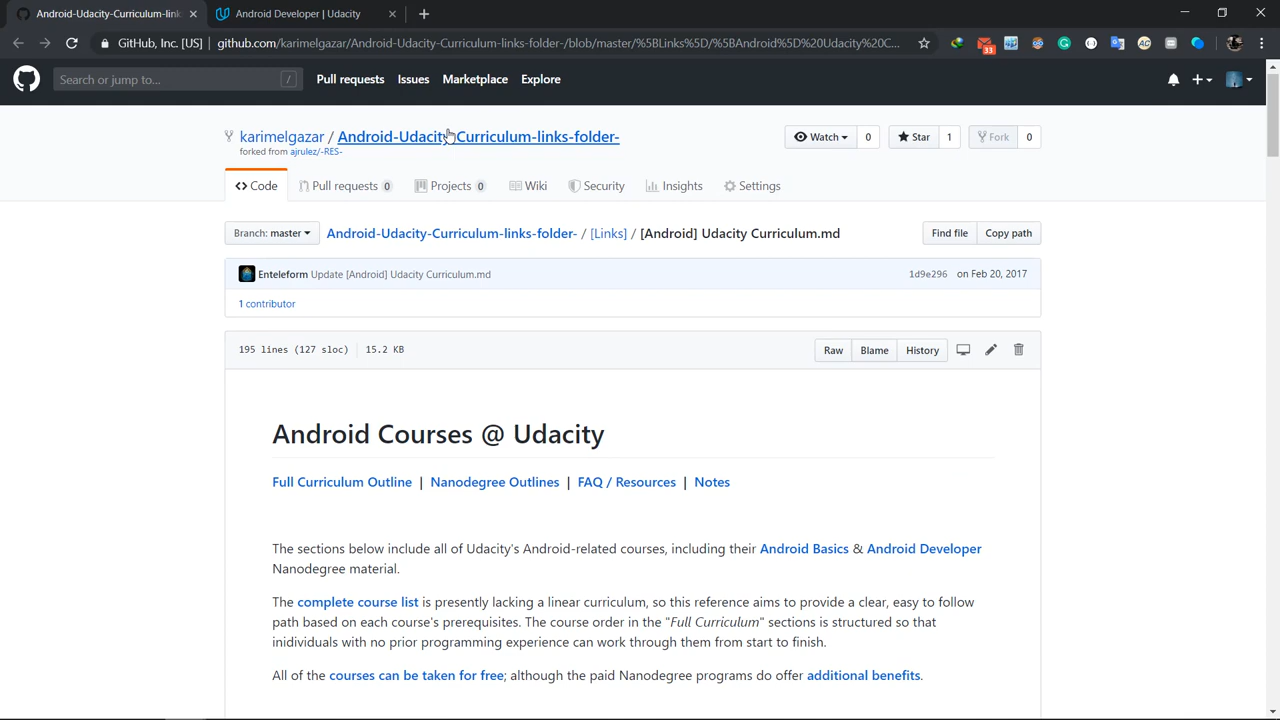 Android-Udacity-Curriculum-link
Android Developer | Udacity
GitHub, Inc. [US] | github.com/karimelgazar/Android-Udacity-Curriculum-links-folder-/blob/master/%5BLinks%5D/%5BAndroid%5D%20Udacity%20C...
33
Search or jump to... /
Pull requests Issues Marketplace Explore
karimelgazar / Android-Udacity-Curriculum-links-folder-
Watch 0 Star 1 Fork 0
forked from ajrulez/-RES-
Code Pull requests 0 Projects 0 Wiki Security Insights Settings
Branch: master Android-Udacity-Curriculum-links-folder- / [Links] / [Android] Udacity Curriculum.md Find file Copy path
Enteleform Update [Android] Udacity Curriculum.md 1d9e296 on Feb 20, 2017
1 contributor
195 lines (127 sloc) 15.2 KB Raw Blame History
Android Courses @ Udacity
Full Curriculum Outline | Nanodegree Outlines | FAQ / Resources | Notes
The sections below include all of Udacity's Android-related courses, including their Android Basics & Android Developer
Nanodegree material.
The complete course list is presently lacking a linear curriculum, so this reference aims to provide a clear, easy to follow
path based on each course's prerequisites. The course order in the "Full Curriculum" sections is structured so that
inidividuals with no prior programming experience can work through them from start to finish.
All of the courses can be taken for free; although the paid Nanodegree programs do offer additional benefits.